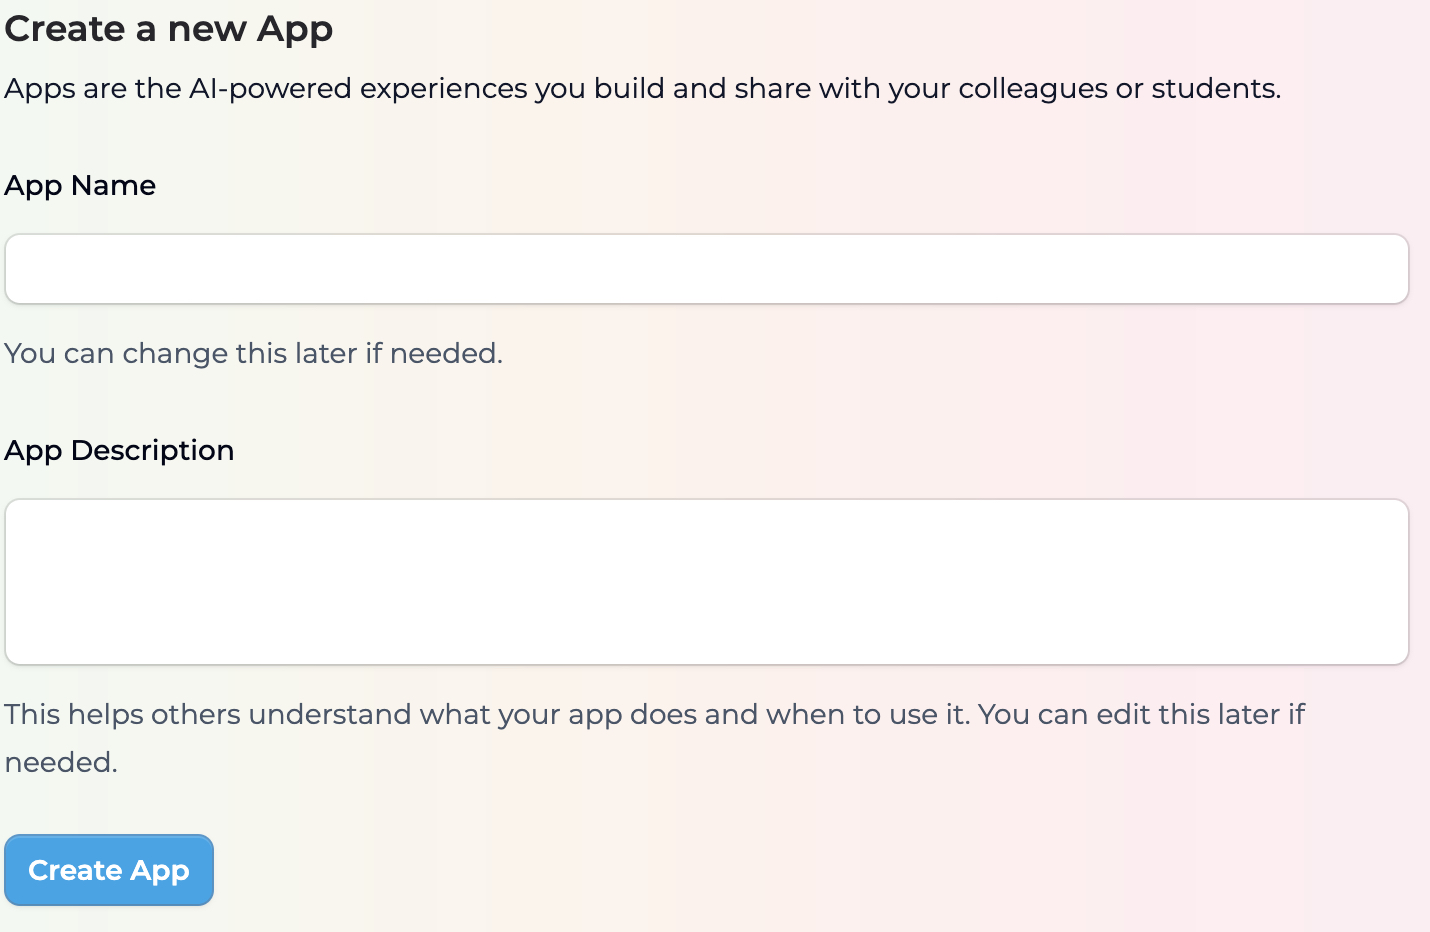 Create a new App
Apps are the AI-powered experiences you build and share with your colleagues or students.
App Name
You can change this later if needed.
App Description
This helps others understand what your app does and when to use it. You can edit this later if
needed.
Create App